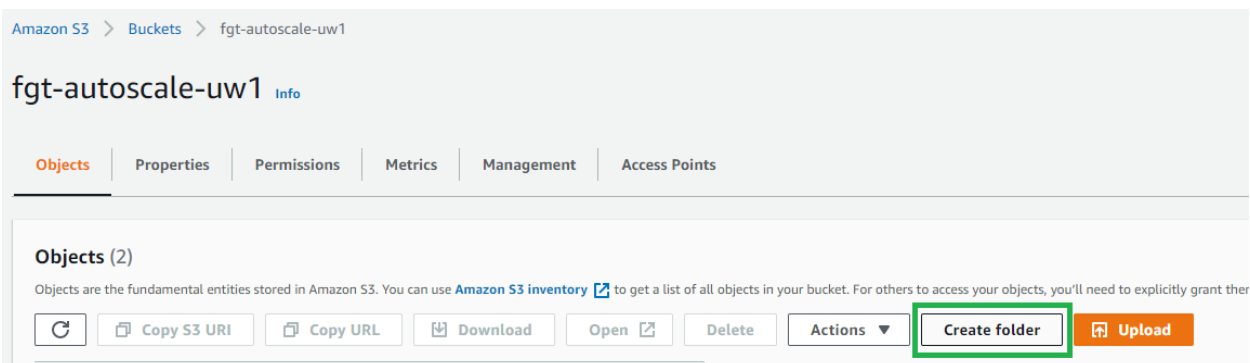 Amazon S3 > Buckets > fgt-autoscale-uw1
fgt-autoscale-uw1 Info
Objects Properties Permissions Metrics Management Access Points
Objects (2)
Objects are the fundamental entities stored in Amazon S3. You can use Amazon S3 inventory to get a list of all objects in your bucket. For others to access your objects, you'll need to explicitly grant
Copy S3 URI Copy URL Download Open Delete Actions Create folder Upload